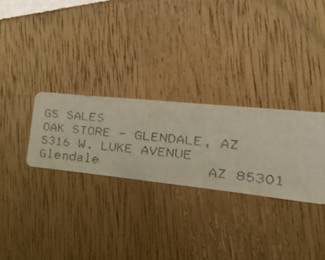 GS SALES
OAK STORE - GLENDALE, AZ
5316 W. LUKE AVENUE
Glendale AZ 85301